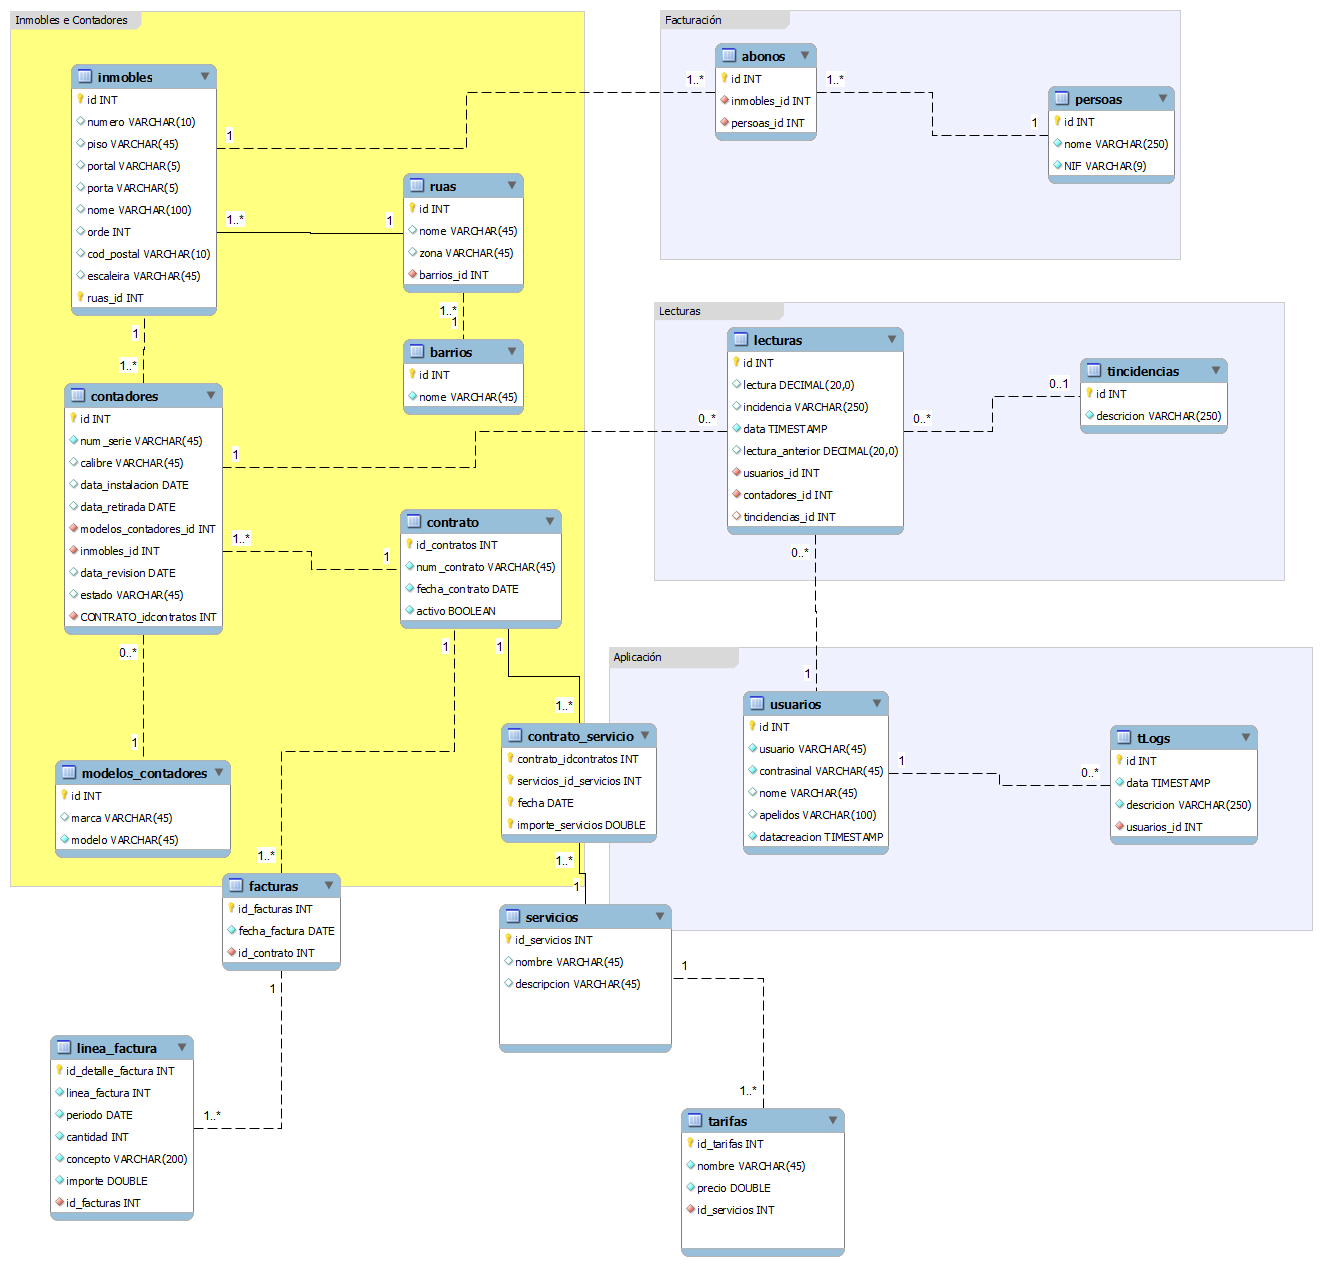 Inmobles e Contadores
inmobles
id INT
numero VARCHAR(10)
piso VARCHAR(45)
portal VARCHAR(5)
porta VARCHAR(5)
nome VARCHAR(100)
orde INT
cod_postal VARCHAR(10)
escaleira VARCHAR(45)
ruas_id INT
1
1..*
1
1
1..*
ruas
id INT
nome VARCHAR(45)
zona VARCHAR(45)
barrios_id INT
1..*
1
barrios
id INT
nome VARCHAR(45)
contadores
id INT
num_serie VARCHAR(45)
calibre VARCHAR(45)
data_instalacion DATE
data_retirada DATE
modelos_contadores_id INT
inmobles_id INT
data_revision DATE
estado VARCHAR(45)
CONTRATO_idcontratos INT
1
1..*
1
0..*
1
contrato
id_contratos INT
num_contrato VARCHAR(45)
fecha_contrato DATE
activo BOOLEAN
1
1
1..*
1..*
modelos_contadores
id INT
marca VARCHAR(45)
modelo VARCHAR(45)
contrato_servicio
contrato_idcontratos INT
servicios_id_servicios INT
fecha DATE
importe_servicios DOUBLE
1..*
1
facturas
id_facturas INT
fecha_factura DATE
id_contrato INT
1
1..*
linea_factura
id_detalle_factura INT
linea_factura INT
periodo DATE
cantidad INT
concepto VARCHAR(200)
importe DOUBLE
id_facturas INT
servicios
id_servicios INT
nombre VARCHAR(45)
descripcion VARCHAR(45)
1
1..*
tarifas
id_tarifas INT
nombre VARCHAR(45)
precio DOUBLE
id_servicios INT
Facturación
1..*
abonos
id INT
inmobles_id INT
persoas_id INT
1..*
1
persoas
id INT
nome VARCHAR(250)
NIF VARCHAR(9)
Lecturas
0..*
lecturas
id INT
lectura DECIMAL(20,0)
incidencia VARCHAR(250)
data TIMESTAMP
lectura_anterior DECIMAL(20,0)
usuarios_id INT
contadores_id INT
tincidencias_id INT
0..*
0..1
tincidencias
id INT
descricion VARCHAR(250)
0..*
1
Aplicación
usuarios
id INT
usuario VARCHAR(45)
contrasinal VARCHAR(45)
nome VARCHAR(45)
apelidos VARCHAR(100)
datacreacion TIMESTAMP
1
0..*
tLogs
id INT
data TIMESTAMP
descricion VARCHAR(250)
usuarios_id INT